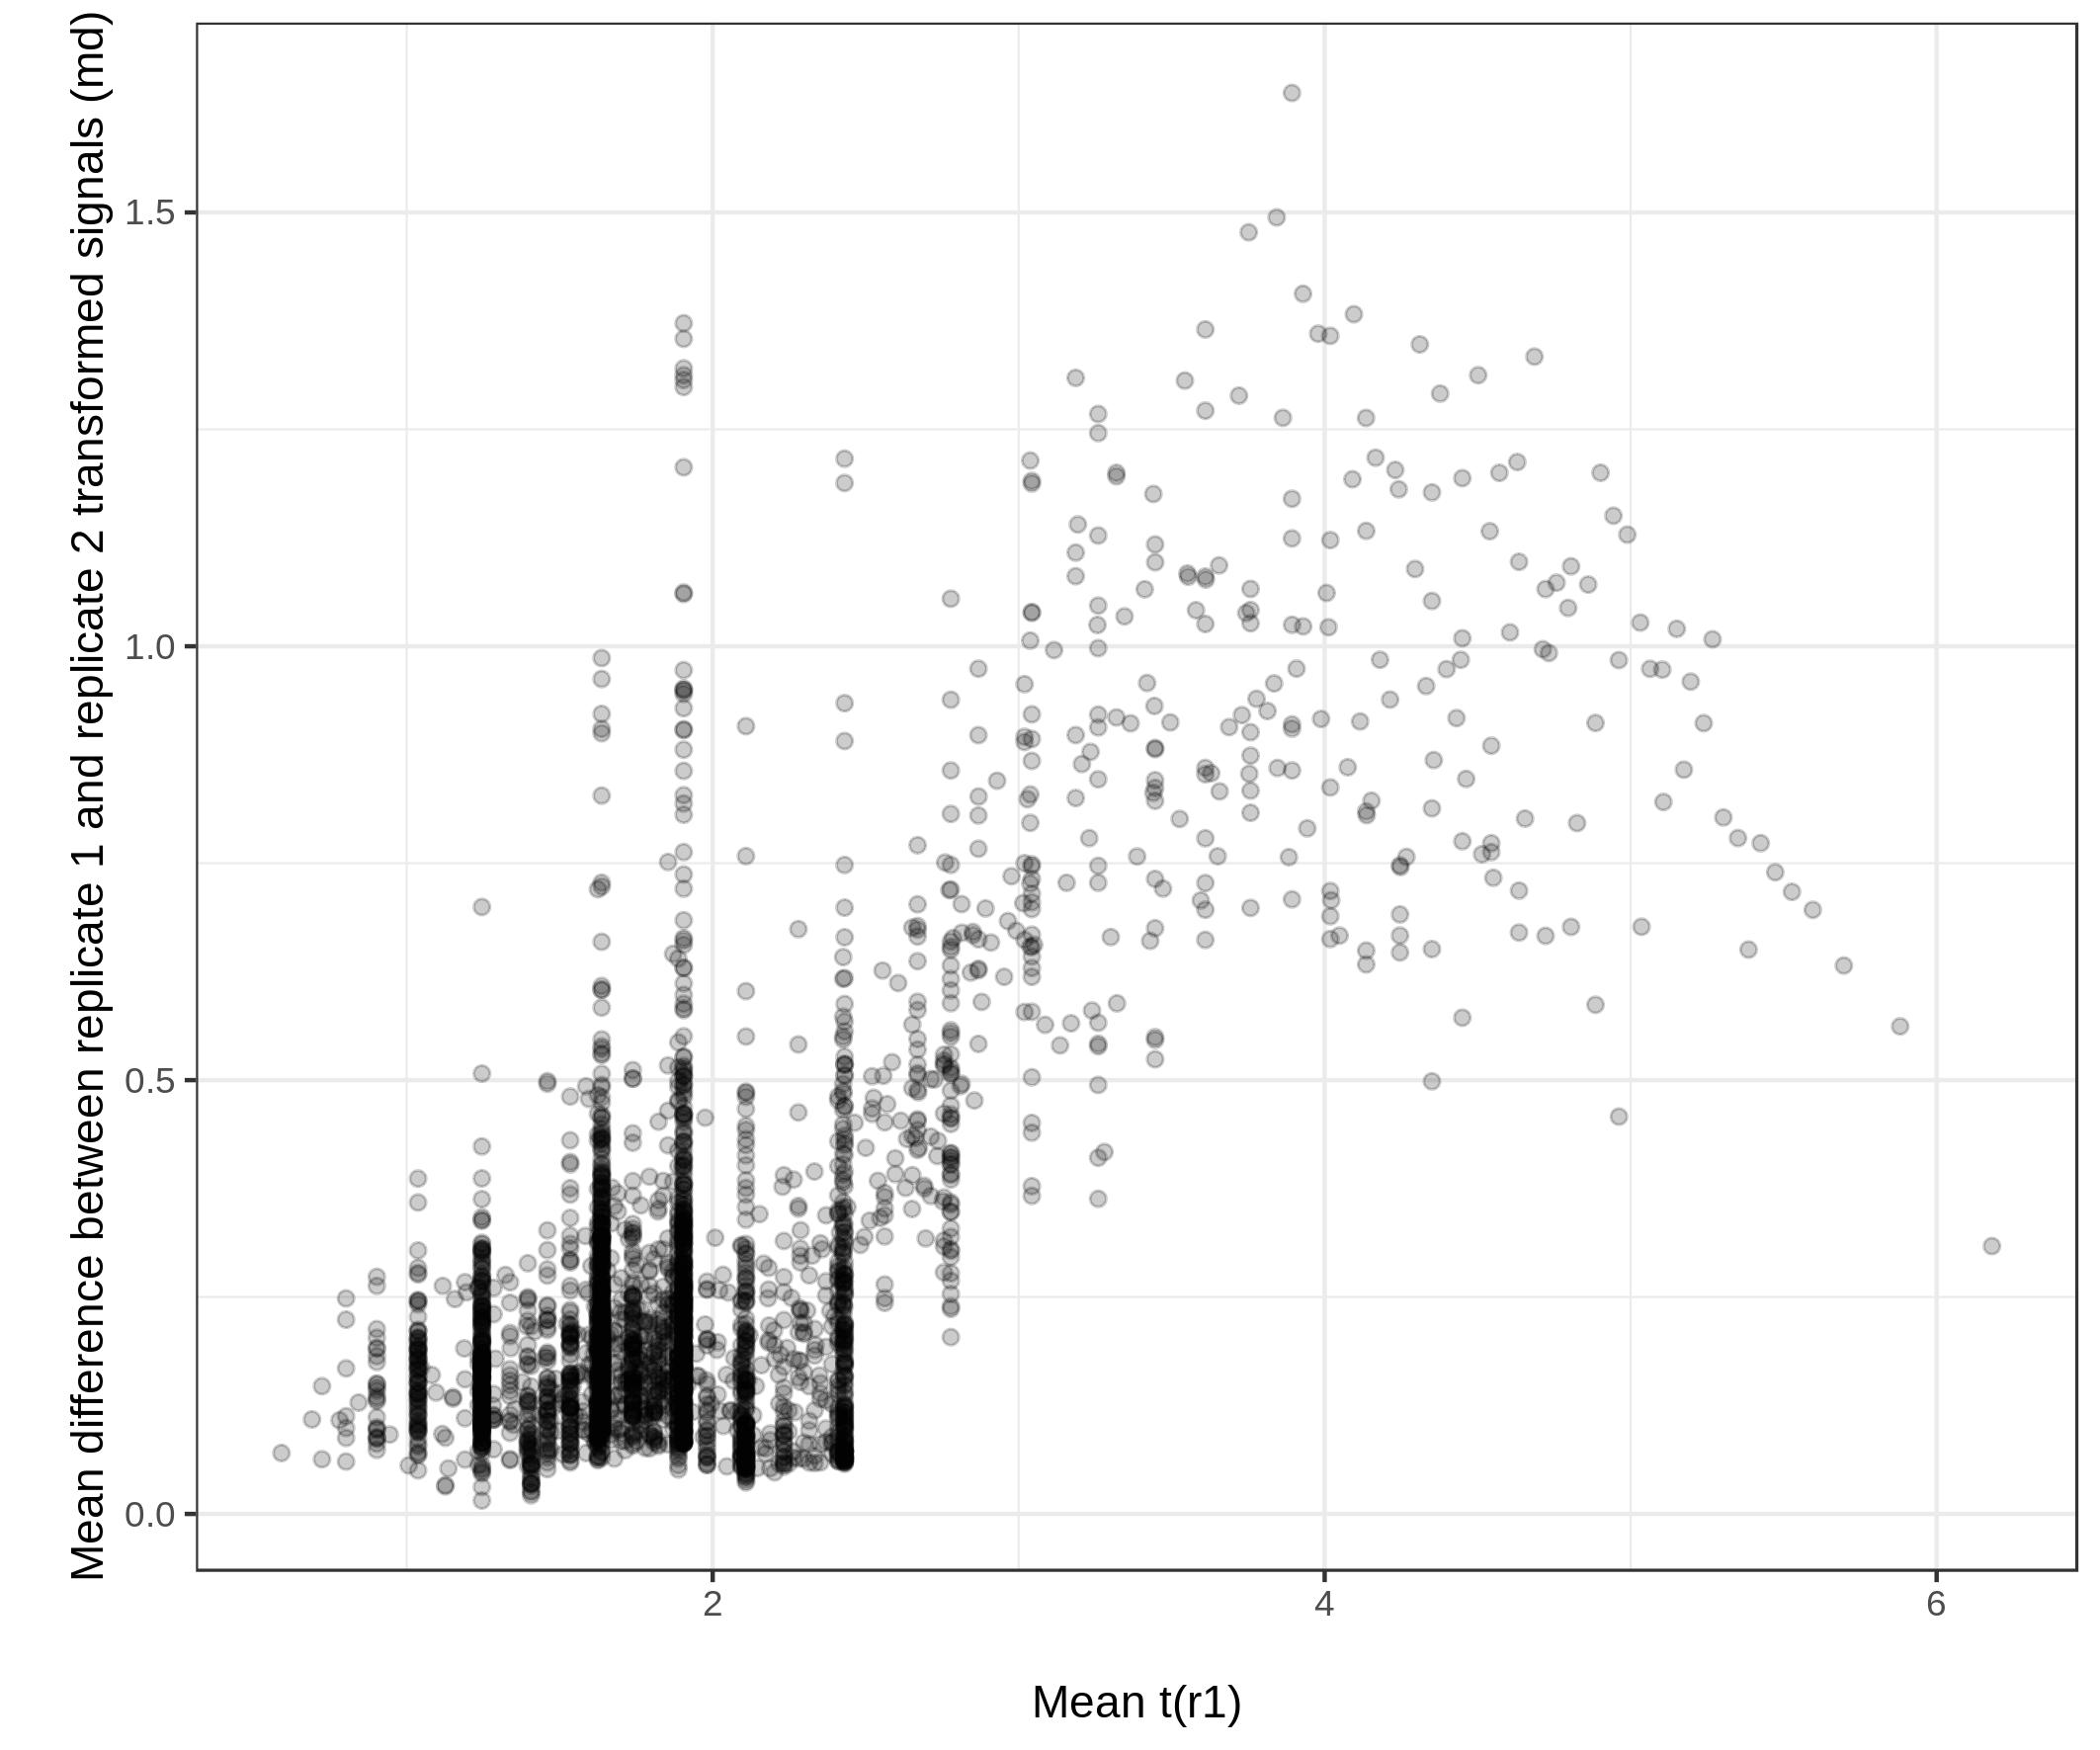 Mean difference between replicate 1 and replicate 2 transformed signals (md)
1.5
1.0
0.5
0.0
2 4 6
Mean t(r1)